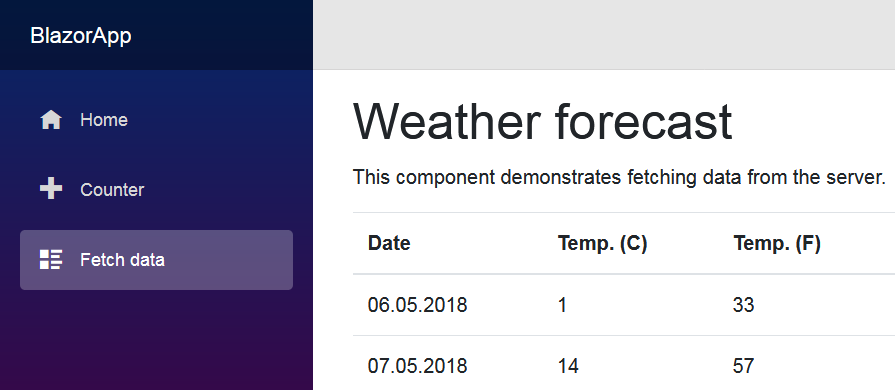 BlazorApp
Home
Counter
Fetch data
Weather forecast
This component demonstrates fetching data from the server.
Date Temp. (C) Temp. (F)
06.05.2018 1 33
07.05.2018 14 57